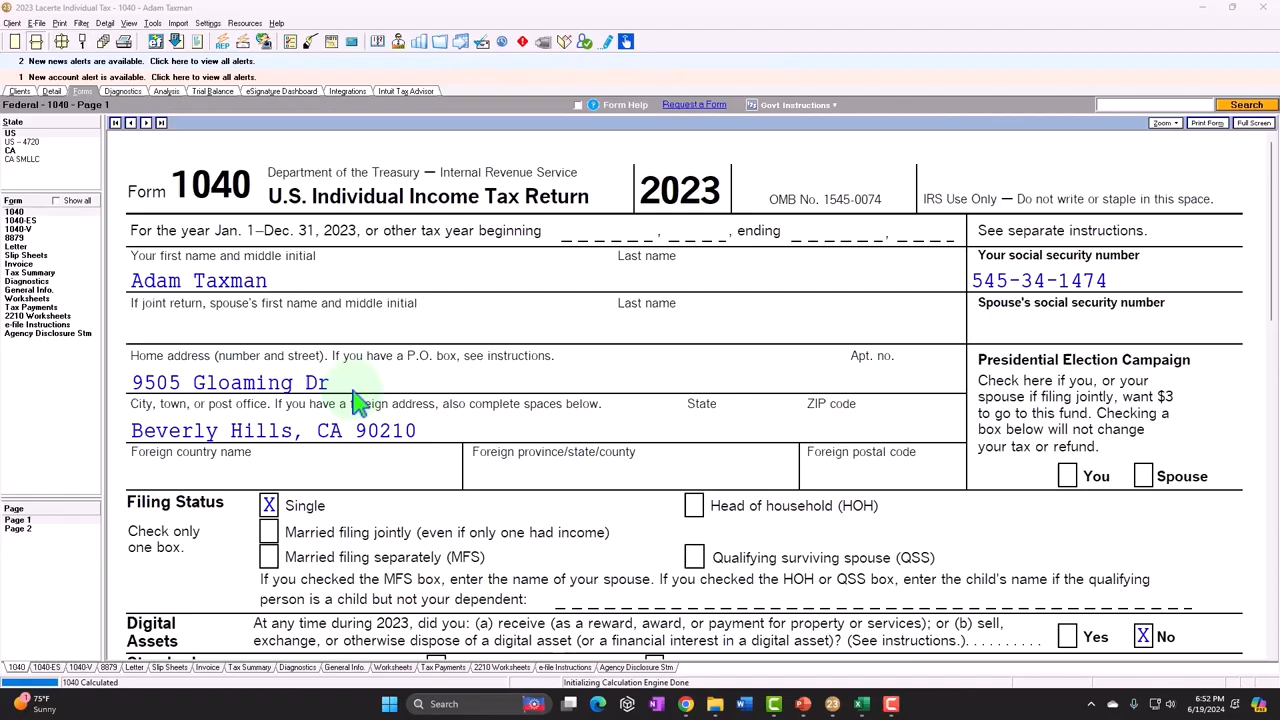 2023 Lacerte Individual Tax - 1040 - Adam Taxman
Client E-File Print Filter Detail View Tools Import Settings Resources Help
2 New news alerts are available. Click here to view all alerts.
1 New account alert is available. Click here to view all alerts.
Clients Detail Forms Diagnostics Analysis Trial Balance eSignature Dashboard Integrations Intuit Tax Advisor
Federal - 1040 - Page 1
Form Help Request a Form Govt Instructions Search
State
US
US – 4720
CA
CA SMLLC
Form Show all
1040
1040-ES
1040-V
8879
Letter
Slip Sheets
Invoice
Tax Summary
Diagnostics
General Info.
Worksheets
Tax Payments
2210 Worksheets
e-file Instructions
Agency Disclosure Stm
Page
Page 1
Page 2
Zoom Print Form Full Screen
Form 1040 Department of the Treasury — Internal Revenue Service
U.S. Individual Income Tax Return
2023
OMB No. 1545-0074
IRS Use Only — Do not write or staple in this space.
For the year Jan. 1–Dec. 31, 2023, or other tax year beginning , , ending , See separate instructions.
Your first name and middle initial Last name Your social security number
Adam Taxman 545-34-1474
If joint return, spouse's first name and middle initial Last name Spouse's social security number
Home address (number and street). If you have a P.O. box, see instructions. Apt. no.
9505 Gloaming Dr
City, town, or post office. If you have a foreign address, also complete spaces below. State ZIP code
Beverly Hills, CA 90210
Foreign country name Foreign province/state/county Foreign postal code
Presidential Election Campaign
Check here if you, or your
spouse if filing jointly, want $3
to go to this fund. Checking a
box below will not change
your tax or refund.
You Spouse
Filing Status
Check only
one box.
X Single Head of household (HOH)
Married filing jointly (even if only one had income)
Married filing separately (MFS) Qualifying surviving spouse (QSS)
If you checked the MFS box, enter the name of your spouse. If you checked the HOH or QSS box, enter the child's name if the qualifying
person is a child but not your dependent:
Digital
Assets
At any time during 2023, did you: (a) receive (as a reward, award, or payment for property or services); or (b) sell,
exchange, or otherwise dispose of a digital asset (or a financial interest in a digital asset)? (See instructions.) Yes X No
1040 1040-ES 1040-V 8879 Letter Slip Sheets Invoice Tax Summary Diagnostics General Info. Worksheets Tax Payments 2210 Worksheets e-file Instructions Agency Disclosure Stm
1040 Calculated Initializing Calculation Engine Done
75°F
Sunny
Search
23
6:52 PM
6/19/2024